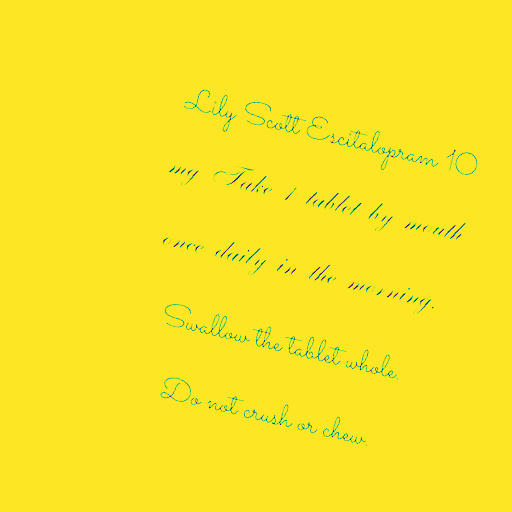 Lily Scott Escitalopram 10
mg Take 1 tablet by mouth
once daily in the morning.
Swallow the tablet whole.
Do not crush or chew.